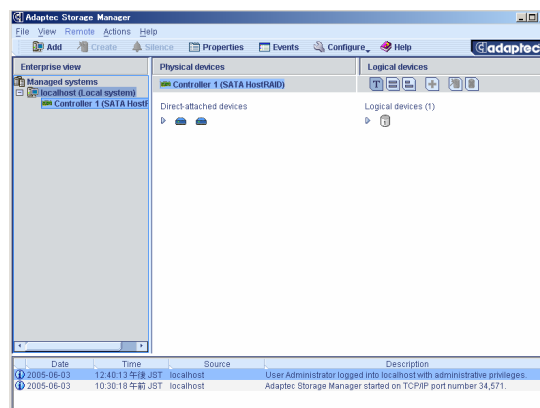 Adaptec Storage Manager
File View Remote Actions Help
Add Create Silence Properties Events Configure Help adaptec
Enterprise view
Physical devices
Logical devices
Managed systems
localhost (Local system)
Controller 1 (SATA HostR
Controller 1 (SATA HostRAID)
Direct-attached devices
Logical devices (1)
Date Time Source Description
2005-06-03 12:40:13 午後 JST localhost User Administrator logged into localhost with administrative privileges.
2005-06-03 10:30:18 午前 JST localhost Adaptec Storage Manager started on TCP/IP port number 34,571.